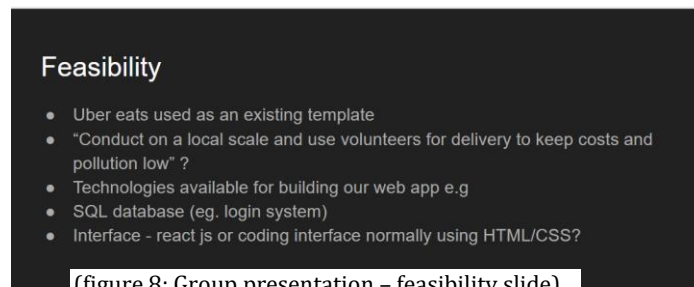 Feasibility
● Uber eats used as an existing template
● “Conduct on a local scale and use volunteers for delivery to keep costs and
pollution low” ?
● Technologies available for building our web app e.g
● SQL database (eg. login system)
● Interface - react js or coding interface normally using HTML/CSS?
(figure 8: Group presentation – feasibility slide)